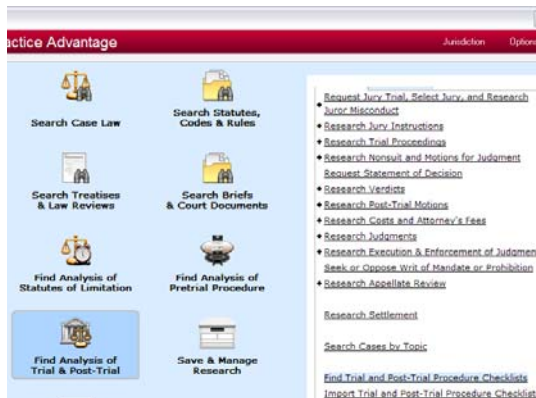 actice Advantage
Jurisdiction Option
Search Case Law
Search Statutes,
Codes & Rules
Search Treatises
& Law Reviews
Search Briefs
& Court Documents
Find Analysis of
Statutes of Limitation
Find Analysis of
Pretrial Procedure
Find Analysis of
Trial & Post-Trial
Save & Manage
Research
Request Jury Trial, Select Jury, and Research
Juror Misconduct
Research Jury Instructions
Research Trial Proceedings
Research Nonsuit and Motions for Judgment
Request Statement of Decision
Research Verdicts
Research Post-Trial Motions
Research Costs and Attorney's Fees
Research Judgments
Research Execution & Enforcement of Judgmen
Seek or Oppose Writ of Mandate or Prohibition
Research Appellate Review
Research Settlement
Search Cases by Topic
Find Trial and Post-Trial Procedure Checklists
Import Trial and Post-Trial Procedure Checklist